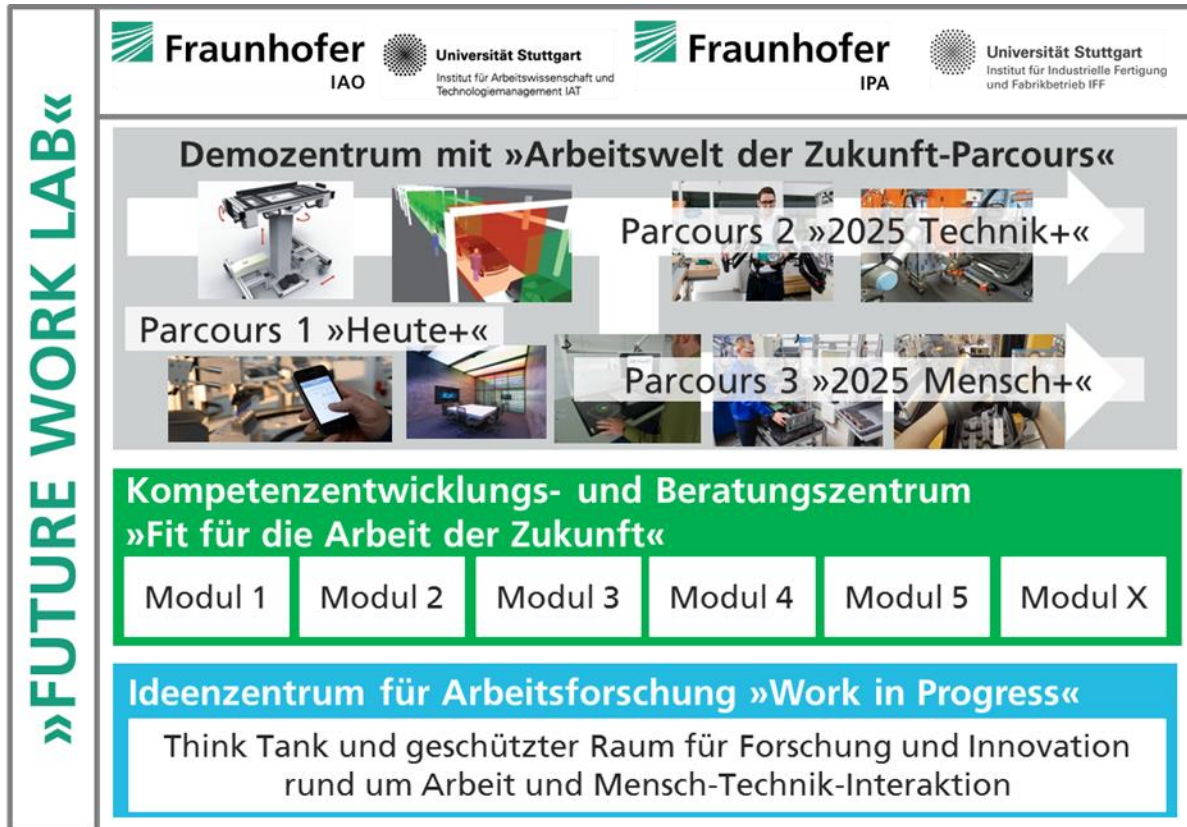 »FUTURE WORK LAB«
Fraunhofer
IAO
Universität Stuttgart
Institut für Arbeitswissenschaft und
Technologiemanagement IAT
Fraunhofer
IPA
Universität Stuttgart
Institut für Industrielle Fertigung
und Fabrikbetrieb IFF
Demozentrum mit »Arbeitswelt der Zukunft-Parcours«
Parcours 2 »2025 Technik+«
Parcours 1 »Heute+«
Parcours 3 »2025 Mensch+«
Kompetenzentwicklungs- und Beratungszentrum
»Fit für die Arbeit der Zukunft«
Modul 1
Modul 2
Modul 3
Modul 4
Modul 5
Modul X
Ideenzentrum für Arbeitsforschung »Work in Progress«
Think Tank und geschützter Raum für Forschung und Innovation
rund um Arbeit und Mensch-Technik-Interaktion